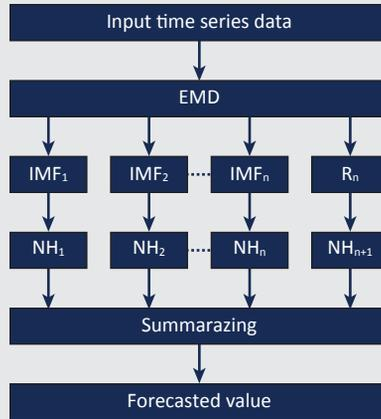 Input time series data
EMD
IMF₁ IMF₂ IMFₙ Rₙ
NH₁ NH₂ NHₙ NHₙ₊₁
Summarazing
Forecasted value